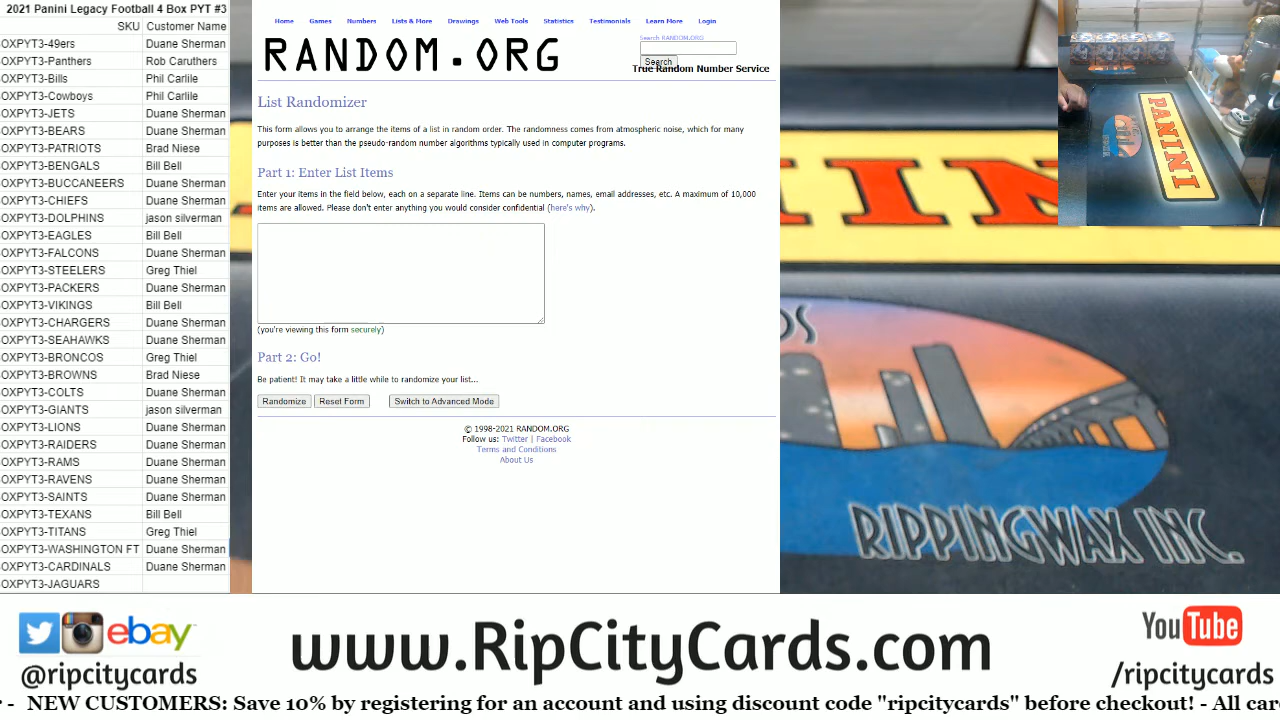 2021 Panini Legacy Football 4 Box PYT #3
SKU Customer Name
OXPYT3-49ers Duane Sherman
OXPYT3-Panthers Rob Caruthers
OXPYT3-Bills Phil Carlile
OXPYT3-Cowboys Phil Carlile
OXPYT3-JETS Duane Sherman
OXPYT3-BEARS Duane Sherman
OXPYT3-PATRIOTS Brad Niese
OXPYT3-BENGALS Bill Bell
OXPYT3-BUCCANEERS Duane Sherman
OXPYT3-CHIEFS Duane Sherman
OXPYT3-DOLPHINS jason silverman
OXPYT3-EAGLES Bill Bell
OXPYT3-FALCONS Duane Sherman
OXPYT3-STEELERS Greg Thiel
OXPYT3-PACKERS Duane Sherman
OXPYT3-VIKINGS Bill Bell
OXPYT3-CHARGERS Duane Sherman
OXPYT3-SEAHAWKS Duane Sherman
OXPYT3-BRONCOS Greg Thiel
OXPYT3-BROWNS Brad Niese
OXPYT3-COLTS Duane Sherman
OXPYT3-GIANTS jason silverman
OXPYT3-LIONS Duane Sherman
OXPYT3-RAIDERS Duane Sherman
OXPYT3-RAMS Duane Sherman
OXPYT3-RAVENS Duane Sherman
OXPYT3-SAINTS Duane Sherman
OXPYT3-TEXANS Bill Bell
OXPYT3-TITANS Greg Thiel
OXPYT3-WASHINGTON FT Duane Sherman
OXPYT3-CARDINALS Duane Sherman
OXPYT3-JAGUARS
Home Games Numbers Lists & More Drawings Web Tools Statistics Testimonials Learn More Login
RANDOM.ORG
Search RANDOM.ORG
Search
True Random Number Service
List Randomizer
This form allows you to arrange the items of a list in random order. The randomness comes from atmospheric noise, which for many
purposes is better than the pseudo-random number algorithms typically used in computer programs.
Part 1: Enter List Items
Enter your items in the field below, each on a separate line. Items can be numbers, names, email addresses, etc. A maximum of 10,000
items are allowed. Please don't enter anything you would consider confidential (here's why).
(you're viewing this form securely)
Part 2: Go!
Be patient! It may take a little while to randomize your list...
Randomize Reset Form Switch to Advanced Mode
© 1998-2021 RANDOM.ORG
Follow us: Twitter | Facebook
Terms and Conditions
About Us
PANINI
RIPPINGWAX INC.
ebay
@ripcitycards
www.RipCityCards.com
YouTube
/ripcitycards
- NEW CUSTOMERS: Save 10% by registering for an account and using discount code "ripcitycards" before checkout! - All car